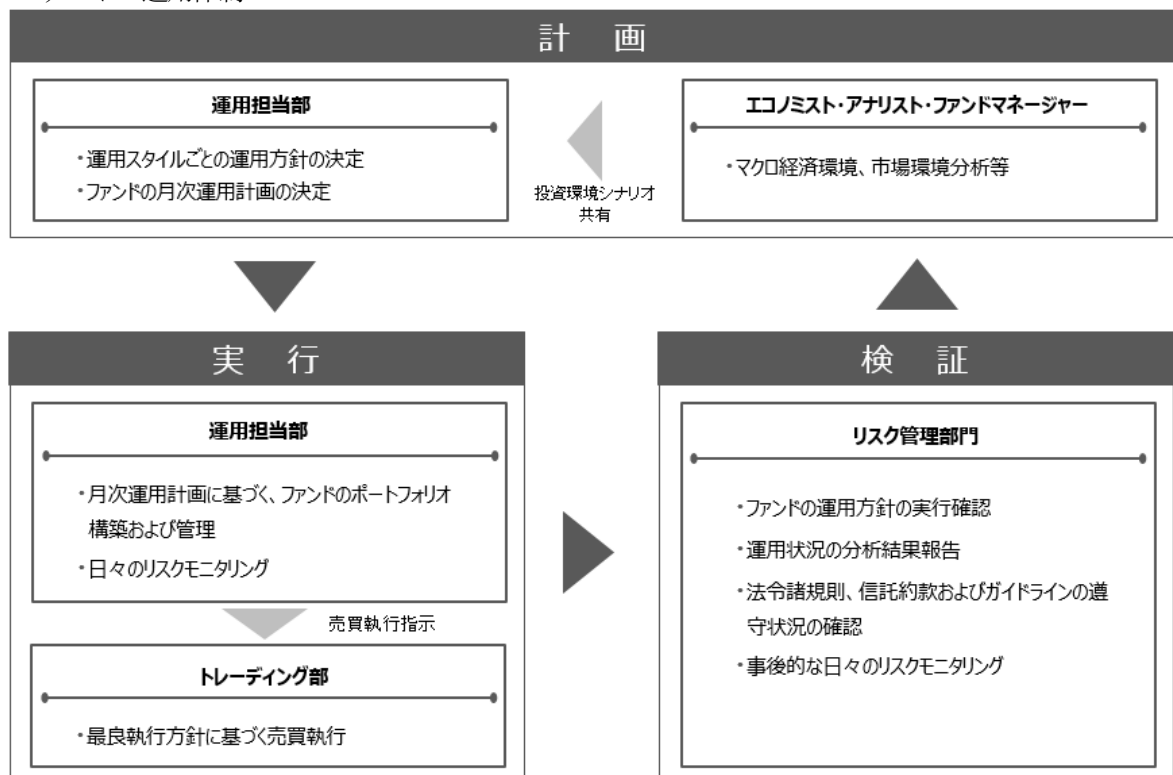 計　画
運用担当部
・運用スタイルごとの運用方針の決定
・ファンドの月次運用計画の決定
投資環境シナリオ
共有
エコノミスト・アナリスト・ファンドマネージャー
・マクロ経済環境、市場環境分析等
実　行
運用担当部
・月次運用計画に基づく、ファンドのポートフォリオ
構築および管理
・日々のリスクモニタリング
売買執行指示
トレーディング部
・最良執行方針に基づく売買執行
検　証
リスク管理部門
・ファンドの運用方針の実行確認
・運用状況の分析結果報告
・法令諸規則、信託約款およびガイドラインの遵
守状況の確認
・事後的な日々のリスクモニタリング